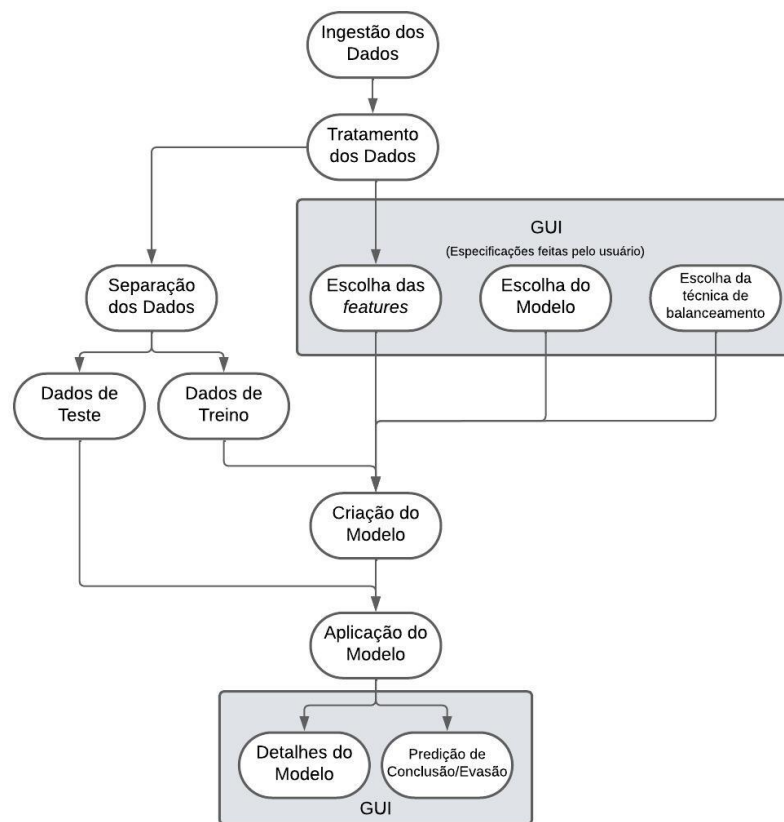 Ingestão dos
Dados
Tratamento
dos Dados
GUI
(Especificações feitas pelo usuário)
Separação
dos Dados
Escolha das
features
Escolha do
Modelo
Escolha da
técnica de
balanceamento
Dados de
Teste
Dados de
Treino
Criação do
Modelo
Aplicação do
Modelo
Detalhes do
Modelo
Predição de
Conclusão/Evasão
GUI